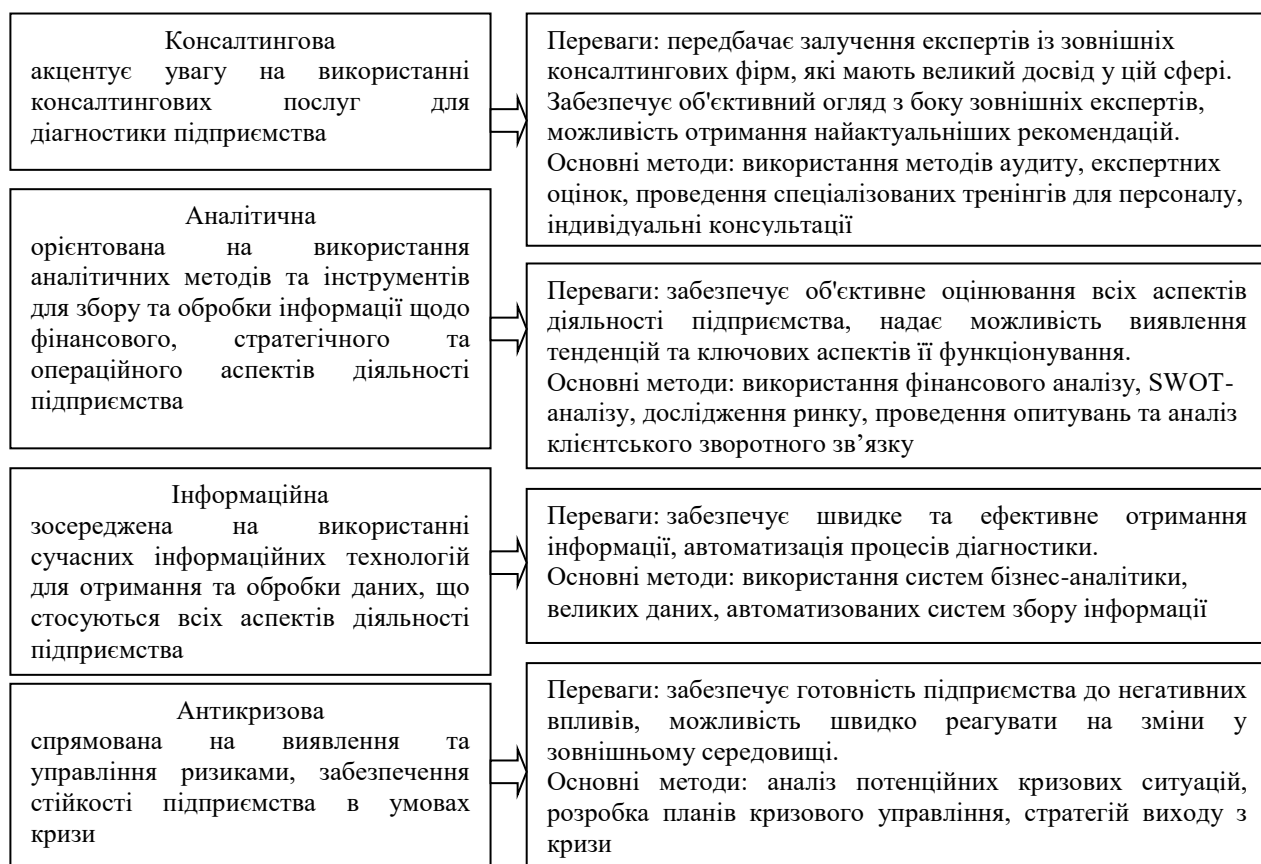 Консалтингова
акцентує увагу на використанні
консалтингових послуг для
діагностики підприємства
Переваги: передбачає залучення експертів із зовнішніх
консалтингових фірм, які мають великий досвід у цій сфері.
Забезпечує об'єктивний огляд з боку зовнішніх експертів,
можливість отримання найактуальніших рекомендацій.
Основні методи: використання методів аудиту, експертних
оцінок, проведення спеціалізованих тренінгів для персоналу,
індивідуальні консультації
Аналітична
орієнтована на використання
аналітичних методів та інструментів
для збору та обробки інформації щодо
фінансового, стратегічного та
операційного аспектів діяльності
підприємства
Переваги: забезпечує об'єктивне оцінювання всіх аспектів
діяльності підприємства, надає можливість виявлення
тенденцій та ключових аспектів її функціонування.
Основні методи: використання фінансового аналізу, SWOT-
аналізу, дослідження ринку, проведення опитувань та аналіз
клієнтського зворотного зв’язку
Інформаційна
зосереджена на використанні
сучасних інформаційних технологій
для отримання та обробки даних, що
стосуються всіх аспектів діяльності
підприємства
Переваги: забезпечує швидке та ефективне отримання
інформації, автоматизація процесів діагностики.
Основні методи: використання систем бізнес-аналітики,
великих даних, автоматизованих систем збору інформації
Антикризова
спрямована на виявлення та
управління ризиками, забезпечення
стійкості підприємства в умовах
кризи
Переваги: забезпечує готовність підприємства до негативних
впливів, можливість швидко реагувати на зміни у
зовнішньому середовищі.
Основні методи: аналіз потенційних кризових ситуацій,
розробка планів кризового управління, стратегій виходу з
кризи